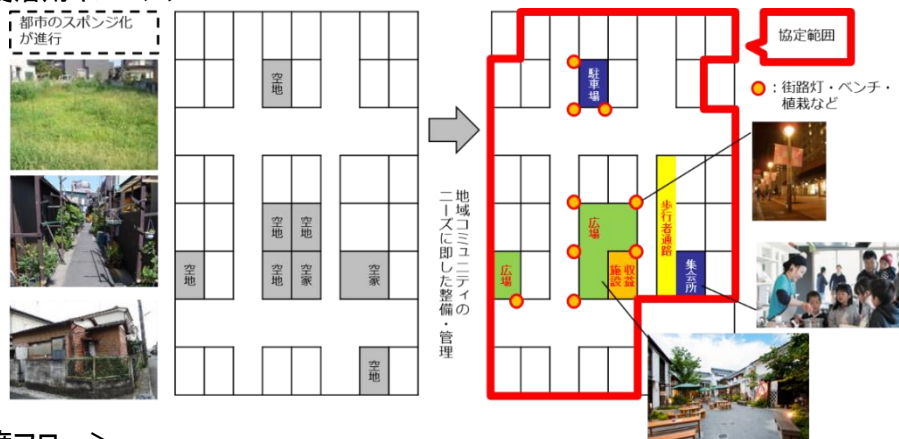 都市のスポンジ化
が進行
空地
空地
空地
空地
空家
空家
空家
空地
地域コミュニティの
ニーズに即した整備・管理
協定範囲
：街路灯・ベンチ・
植栽など
駐車場
広場
広場
収益
施設
歩行者通路
集会所